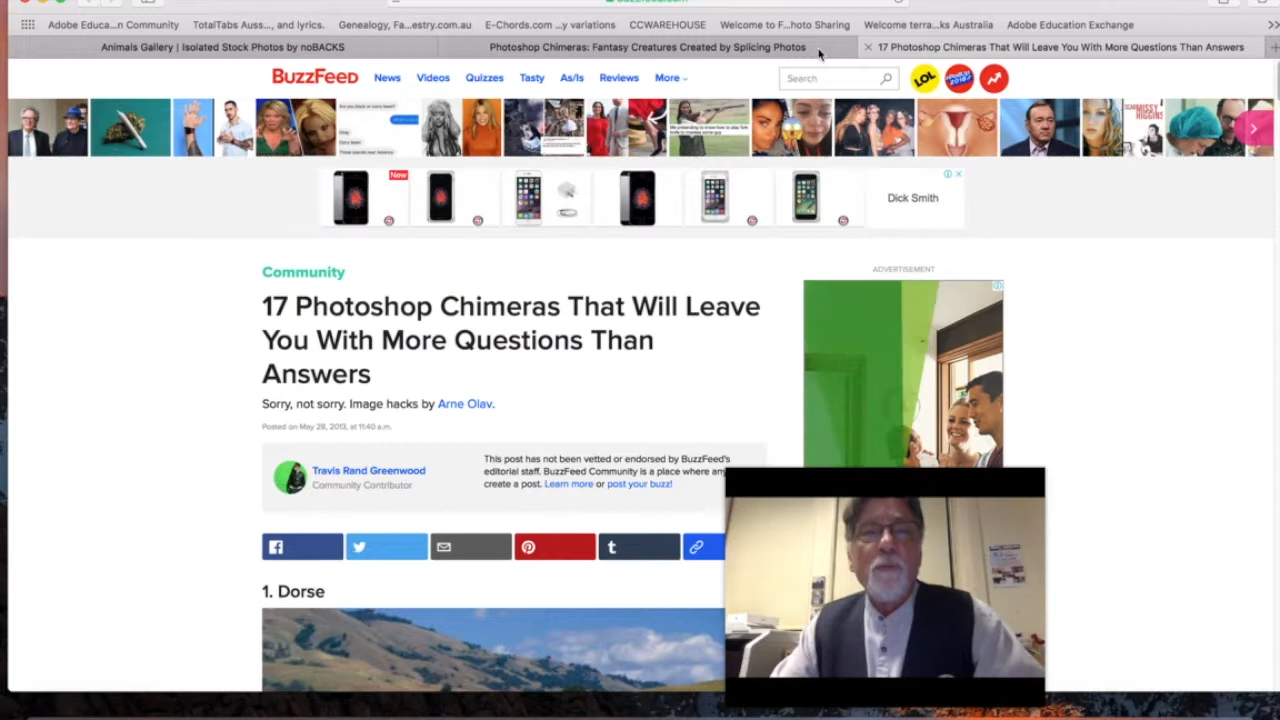 Adobe Educa...n Community TotalTabs Auss..., and lyrics. Genealogy, Fa...estry.com.au E-Chords.com ...y variations CCWAREHOUSE Welcome to F...hoto Sharing Welcome terra...ks Australia Adobe Education Exchange
Animals Gallery | Isolated Stock Photos by noBACKS Photoshop Chimeras: Fantasy Creatures Created by Splicing Photos 17 Photoshop Chimeras That Will Leave You With More Questions Than Answers
BuzzFeed News Videos Quizzes Tasty As/Is Reviews More Search LOL
New
Dick Smith
Community
ADVERTISEMENT
17 Photoshop Chimeras That Will Leave
You With More Questions Than
Answers
Sorry, not sorry. Image hacks by Arne Olav.
Posted on May 28, 2013, at 11:40 a.m.
Travis Rand Greenwood
Community Contributor
This post has not been vetted or endorsed by BuzzFeed's
editorial staff. BuzzFeed Community is a place where any
create a post. Learn more or post your buzz!
1. Dorse